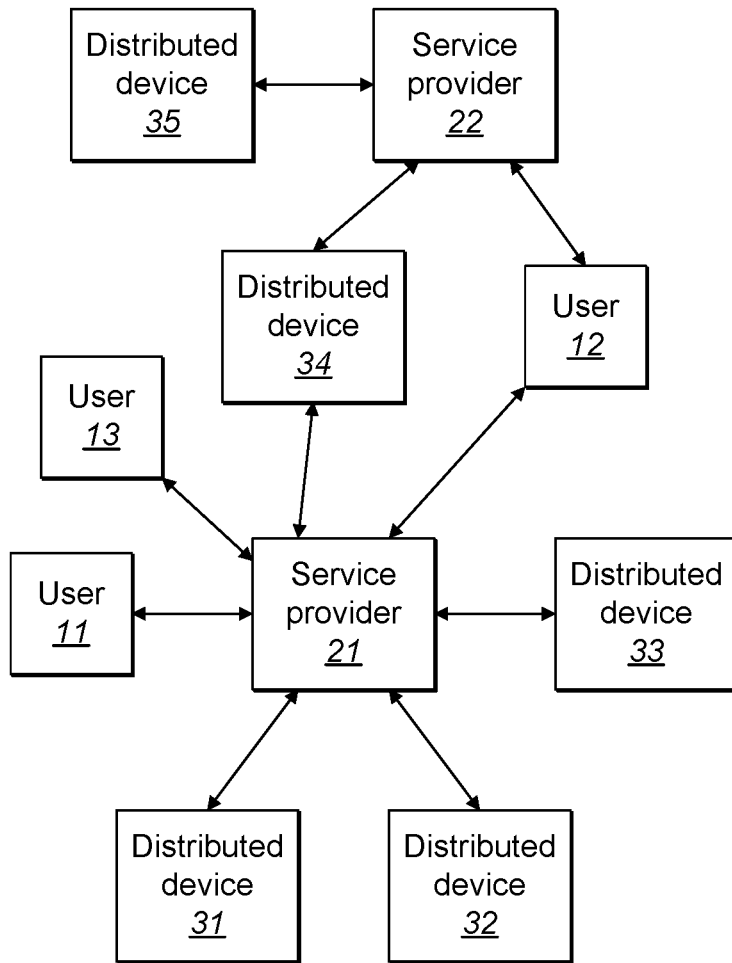 Distributed
device
35
Service
provider
22
Distributed
device
34
User
12
User
13
Service
provider
21
User
11
Distributed
device
33
Distributed
device
31
Distributed
device
32